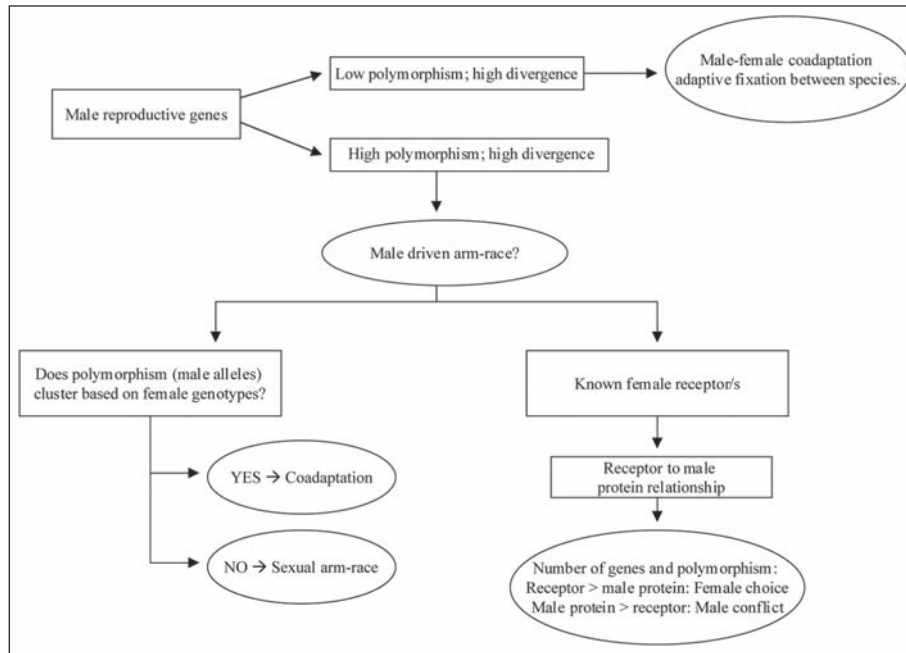 Male reproductive genes
Low polymorphism; high divergence
Male-female coadaptation
adaptive fixation between species.
High polymorphism; high divergence
Male driven arm-race?
Does polymorphism (male alleles)
cluster based on female genotypes?
YES → Coadaptation
NO → Sexual arm-race
Known female receptor/s
Receptor to male
protein relationship
Number of genes and polymorphism:
Receptor > male protein: Female choice
Male protein > receptor: Male conflict